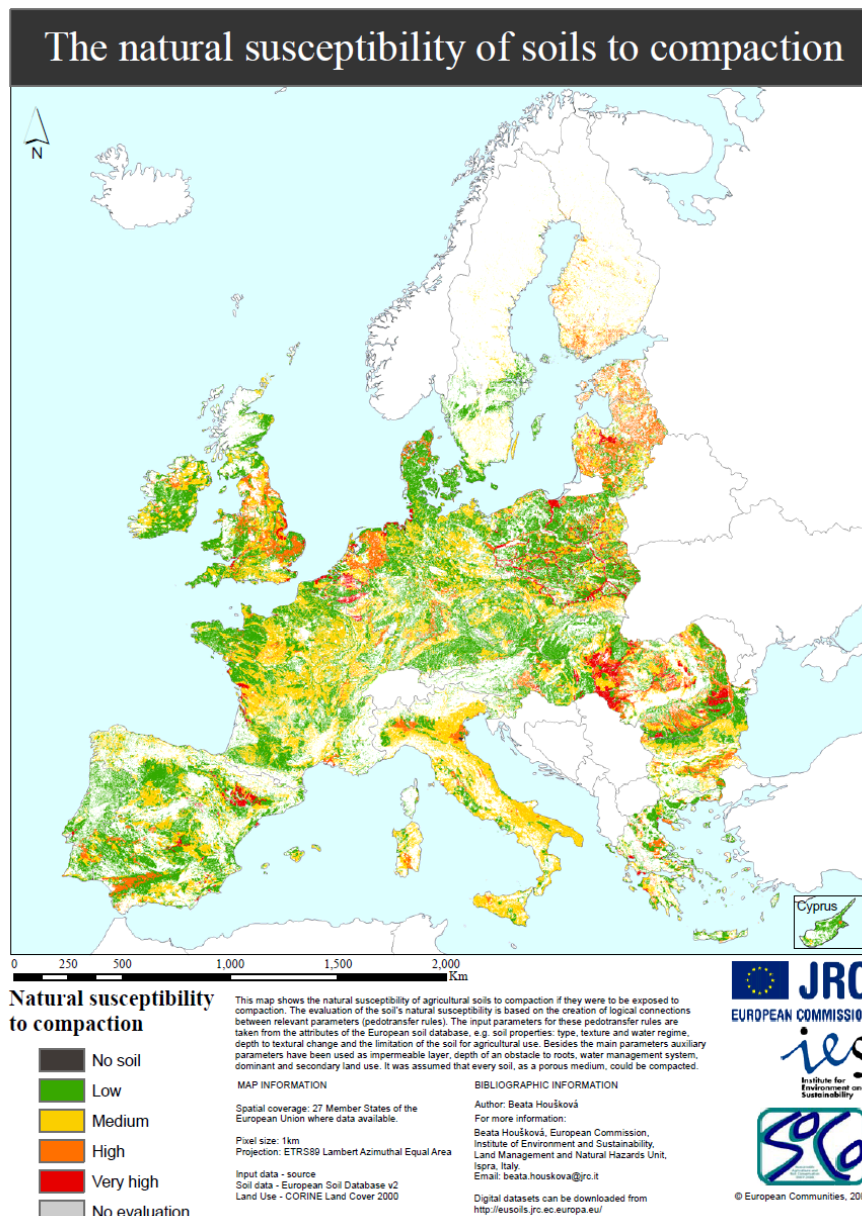 The natural susceptibility of soils to compaction
N
Cyprus
0 250 500 1,000 1,500 2,000
Km
Natural susceptibility
to compaction
No soil
Low
Medium
High
Very high
No evaluation
This map shows the natural susceptibility of agricultural soils to compaction if they were to be exposed to
compaction. The evaluation of the soil's natural susceptibility is based on the creation of logical connections
between relevant parameters (pedotransfer rules). The input parameters for these pedotransfer rules are
taken from the attributes of the European soil database, e.g. soil properties: type, texture and water regime,
depth to textural change and the limitation of the soil for agricultural use. Besides the main parameters auxiliary
parameters have been used as impermeable layer, depth of an obstacle to roots, water management system,
dominant and secondary land use. It was assumed that every soil, as a porous medium, could be compacted.
MAP INFORMATION
Spatial coverage: 27 Member States of the
European Union where data available.
Pixel size: 1km
Projection: ETRS89 Lambert Azimuthal Equal Area
Input data - source
Soil data - European Soil Database v2
Land Use - CORINE Land Cover 2000
BIBLIOGRAPHIC INFORMATION
Author: Beata Houšková
For more information:
Beata Houšková, European Commission,
Institute of Environment and Sustainability,
Land Management and Natural Hazards Unit,
Ispra, Italy.
Email: beata.houskova@jrc.it
Digital datasets can be downloaded from
http://eusoils.jrc.ec.europa.eu/
JRC
EUROPEAN COMMISSION
ies
Institute for
Environment and
Sustainability
SoCo
© European Communities, 20